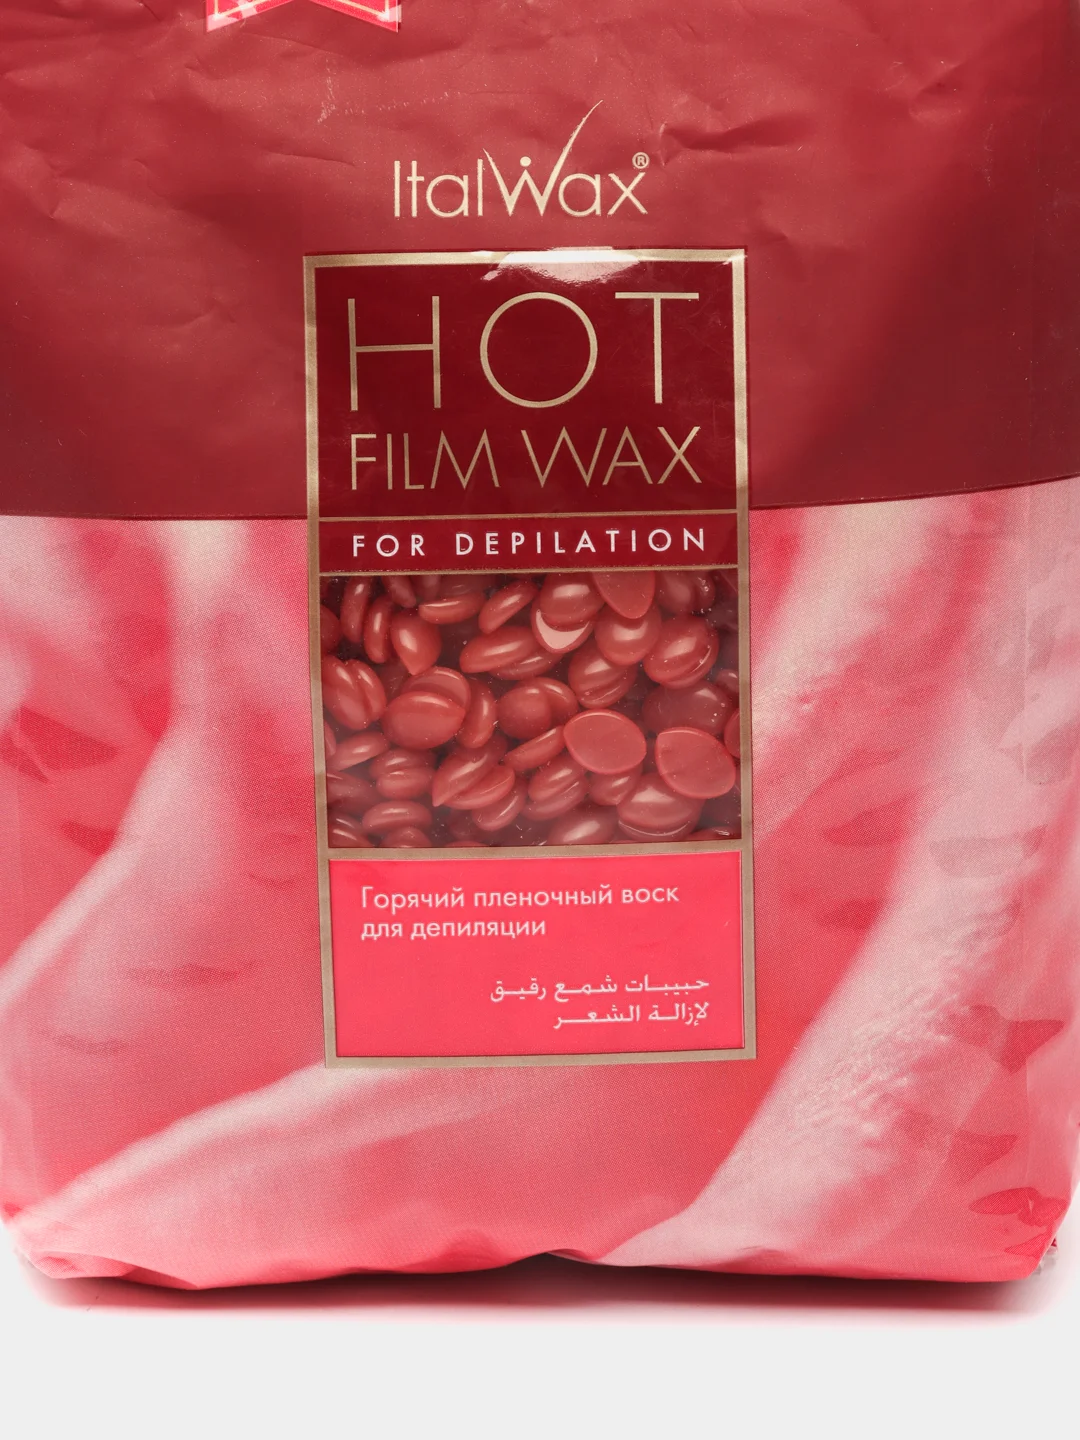 ItalWax®
HOT
FILM WAX
FOR DEPILATION
Горячий пленочный воск
для депиляции
حبيبات شمع رقيق
لإزالة الشعر